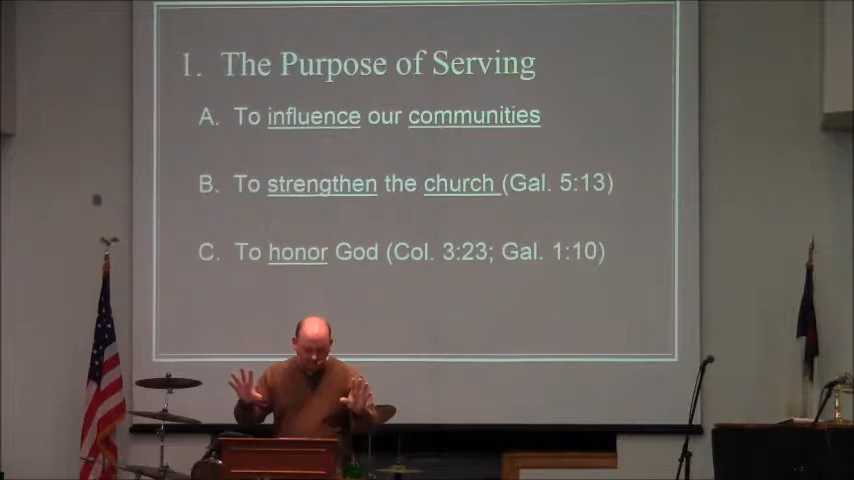 1. The Purpose of Serving
A. To influence our communities
B. To strengthen the church (Gal. 5:13)
C. To honor God (Col. 3:23; Gal. 1:10)